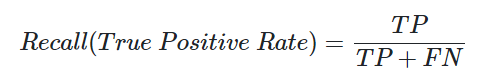 Recall(True Positive Rate) = TP / TP + FN